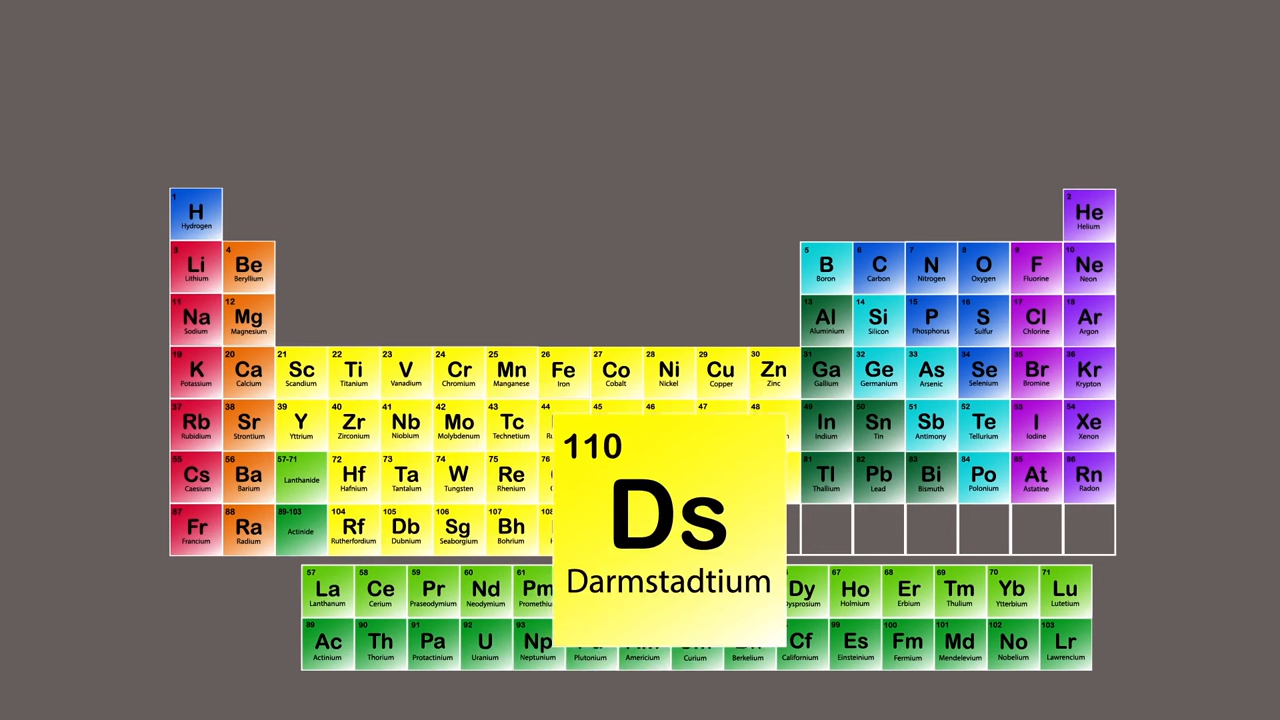 1 H Hydrogen 2 He Helium
3 Li Lithium 4 Be Beryllium 5 B Boron 6 C Carbon 7 N Nitrogen 8 O Oxygen 9 F Fluorine 10 Ne Neon
11 Na Sodium 12 Mg Magnesium 13 Al Aluminium 14 Si Silicon 15 P Phosphorus 16 S Sulfur 17 Cl Chlorine 18 Ar Argon
19 K Potassium 20 Ca Calcium 21 Sc Scandium 22 Ti Titanium 23 V Vanadium 24 Cr Chromium 25 Mn Manganese 26 Fe Iron 27 Co Cobalt 28 Ni Nickel 29 Cu Copper 30 Zn Zinc 31 Ga Gallium 32 Ge Germanium 33 As Arsenic 34 Se Selenium 35 Br Bromine 36 Kr Krypton
37 Rb Rubidium 38 Sr Strontium 39 Y Yttrium 40 Zr Zirconium 41 Nb Niobium 42 Mo Molybdenum 43 Tc Technetium 44 45 46 47 48 49 In Indium 50 Sn Tin 51 Sb Antimony 52 Te Tellurium 53 I Iodine 54 Xe Xenon
55 Cs Caesium 56 Ba Barium 57-71 Lanthanide 72 Hf Hafnium 73 Ta Tantalum 74 W Tungsten 75 Re Rhenium 76 81 Tl Thallium 82 Pb Lead 83 Bi Bismuth 84 Po Polonium 85 At Astatine 86 Rn Radon
87 Fr Francium 88 Ra Radium 89-103 Actinide 104 Rf Rutherfordium 105 Db Dubnium 106 Sg Seaborgium 107 Bh Bohrium 108
110
Ds
Darmstadtium
57 La Lanthanum 58 Ce Cerium 59 Pr Praseodymium 60 Nd Neodymium 61 Pm Dy 67 Ho Holmium 68 Er Erbium 69 Tm Thulium 70 Yb Ytterbium 71 Lu Lutetium
89 Ac Actinium 90 Th Thorium 91 Pa Protactinium 92 U Uranium 93 Np Neptunium Plutonium Americium Curium Berkelium Cf Californium 99 Es Einsteinium 100 Fm Fermium 101 Md Mendelevium 102 No Nobelium 103 Lr Lawrencium